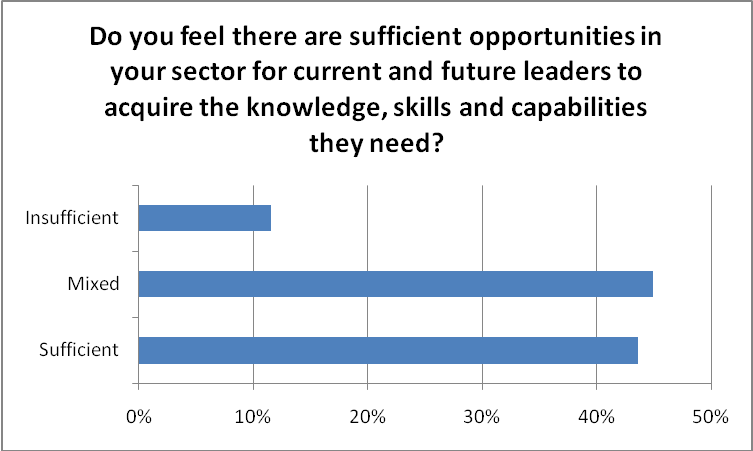 Do you feel there are sufficient opportunities in
your sector for current and future leaders to
acquire the knowledge, skills and capabilities
they need?
Insufficient
Mixed
Sufficient
0% 10% 20% 30% 40% 50%